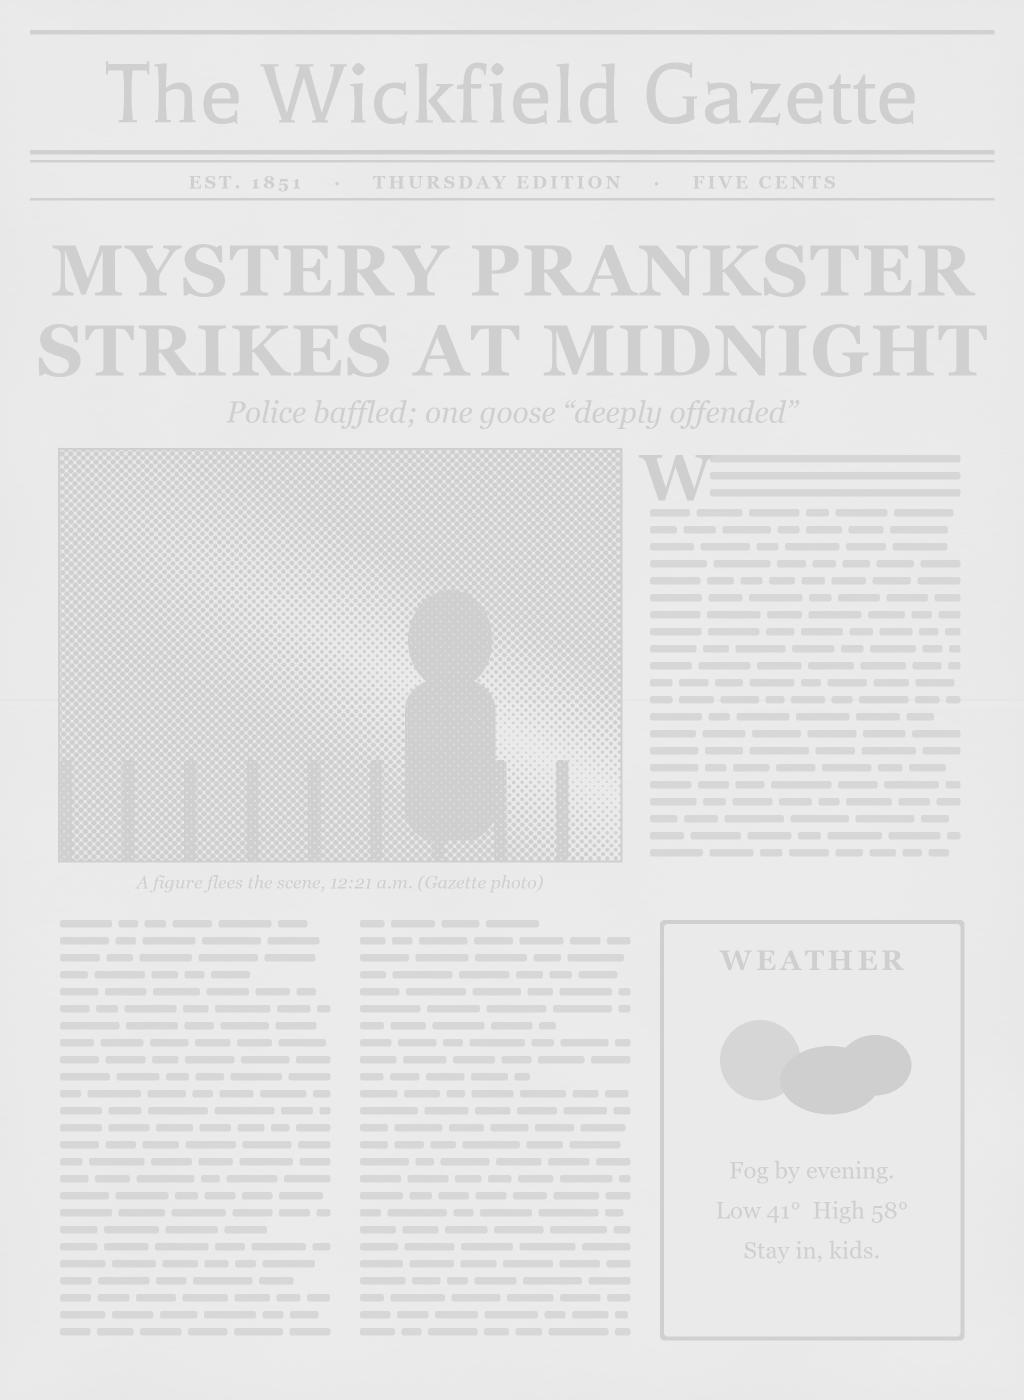 The Wickfield Gazette
EST. 1851 · THURSDAY EDITION · FIVE CENTS
MYSTERY PRANKSTER
STRIKES AT MIDNIGHT
Police baffled; one goose “deeply offended”
W
A figure flees the scene, 12:21 a.m. (Gazette photo)
WEATHER
Fog by evening.
Low 41° High 58°
Stay in, kids.